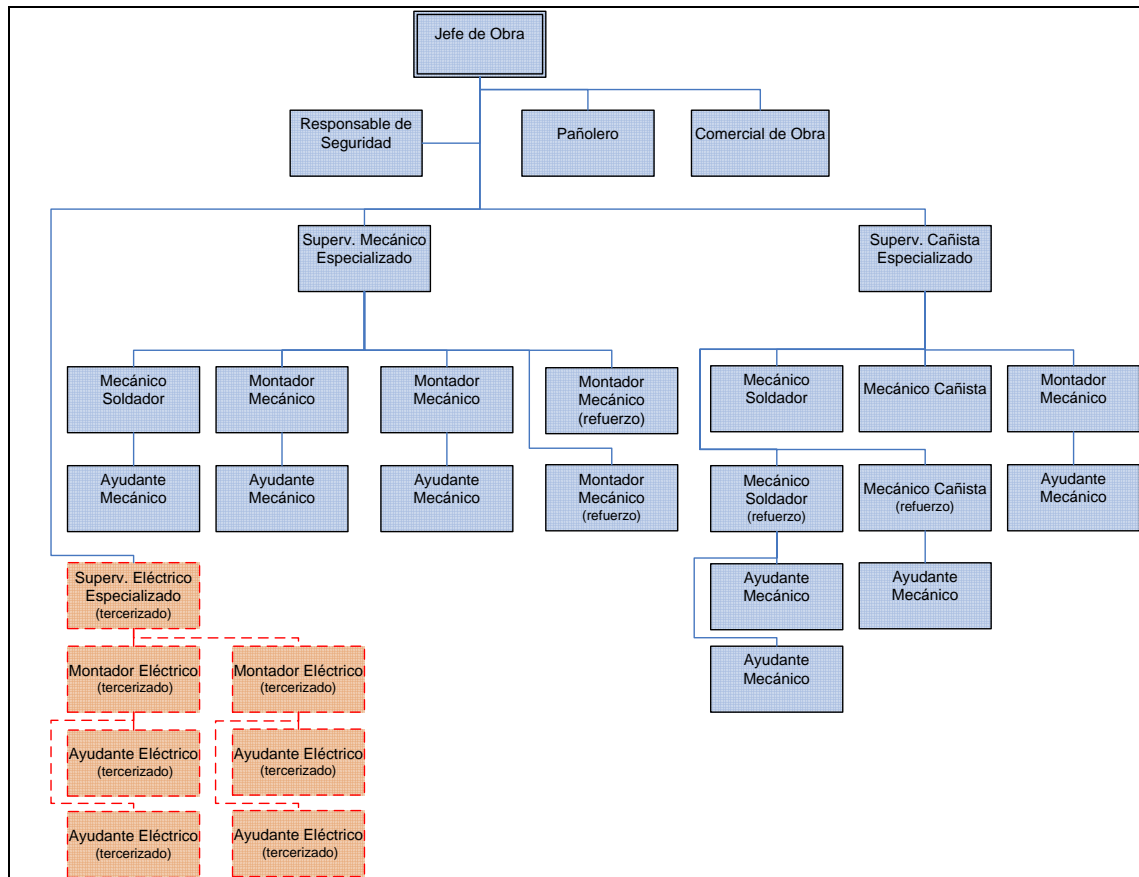 Jefe de Obra
Responsable de
Seguridad
Pañolero
Comercial de Obra
Superv. Mecánico
Especializado
Superv. Cañista
Especializado
Mecánico
Soldador
Montador
Mecánico
Montador
Mecánico
Montador
Mecánico
(refuerzo)
Mecánico
Soldador
Mecánico Cañista
Montador
Mecánico
Ayudante
Mecánico
Ayudante
Mecánico
Ayudante
Mecánico
Montador
Mecánico
(refuerzo)
Mecánico
Soldador
(refuerzo)
Mecánico Cañista
(refuerzo)
Ayudante
Mecánico
Superv. Eléctrico
Especializado
(tercerizado)
Ayudante
Mecánico
Ayudante
Mecánico
Montador Eléctrico
(tercerizado)
Montador Eléctrico
(tercerizado)
Ayudante
Mecánico
Ayudante Eléctrico
(tercerizado)
Ayudante Eléctrico
(tercerizado)
Ayudante Eléctrico
(tercerizado)
Ayudante Eléctrico
(tercerizado)